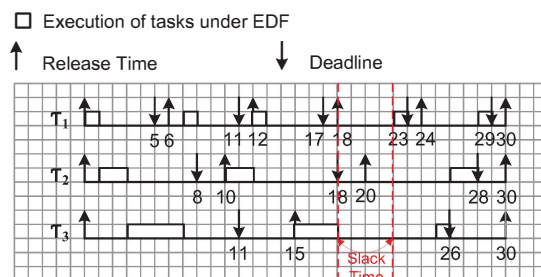 Execution of tasks under EDF
Release Time Deadline
τ1
5 6 11 12 17 18 23 24 29 30
τ2
8 10 18 20 28 30
τ3
11 15 26 30
Slack
Time